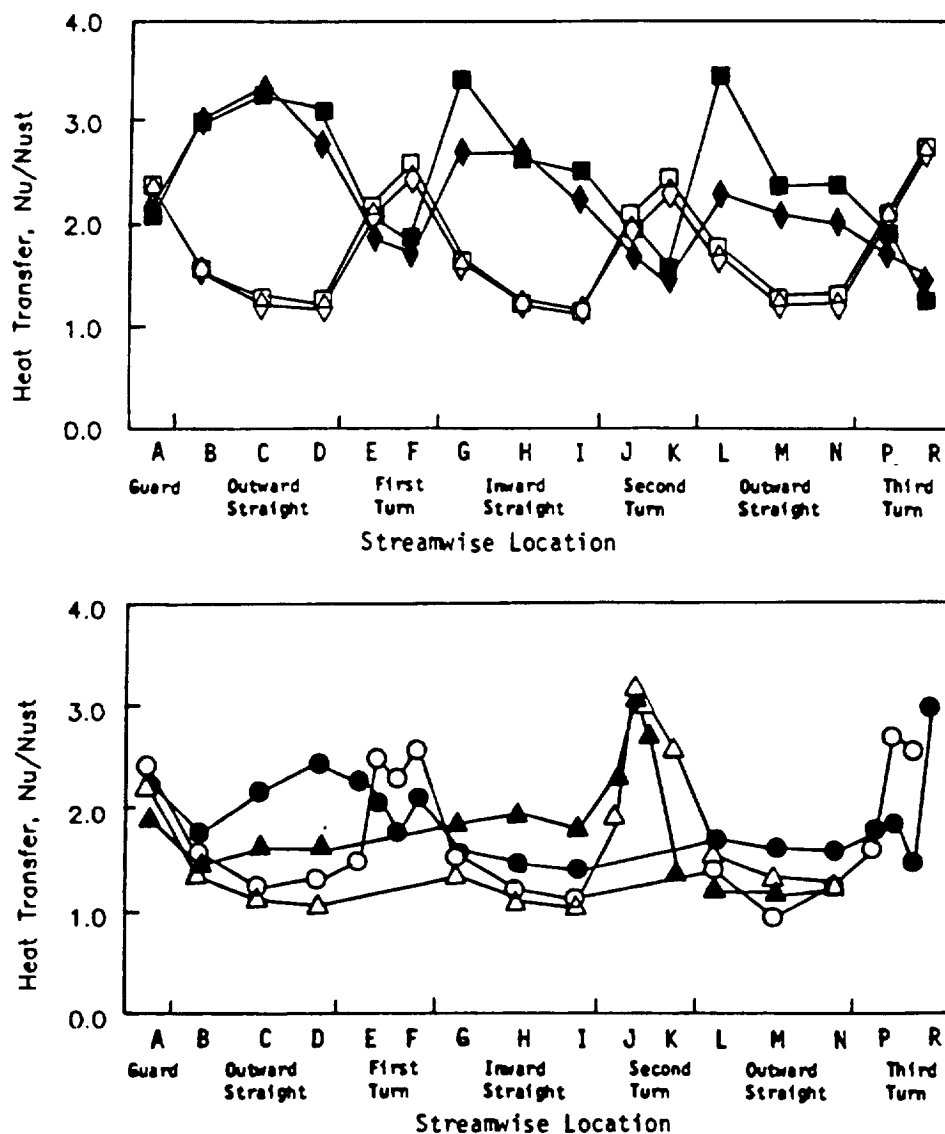 4.0
3.0
2.0
1.0
0.0
Heat Transfer, Nu/Nust
A B C D E F G H I J K L M N P R
Guard Outward Straight First Turn Inward Straight Second Turn Outward Straight Third Turn
Streamwise Location
4.0
3.0
2.0
1.0
0.0
Heat Transfer, Nu/Nust
A B C D E F G H I J K L M N P R
Guard Outward Straight First Turn Inward Straight Second Turn Outward Straight Third Turn
Streamwise Location